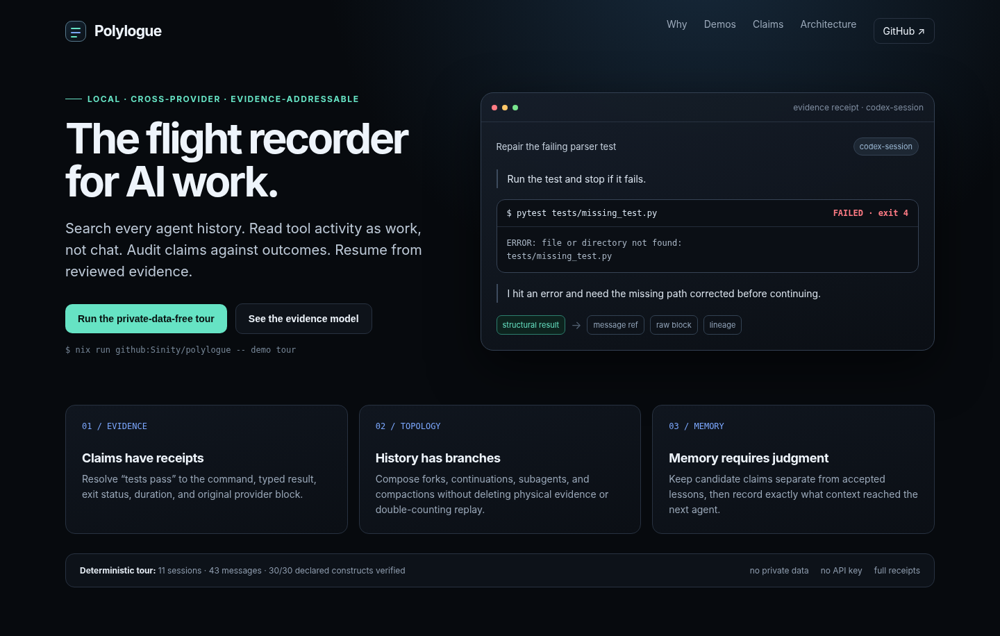 Polylogue
Why
Demos
Claims
Architecture
GitHub ↗
LOCAL · CROSS-PROVIDER · EVIDENCE-ADDRESSABLE
The flight recorder
for AI work.
Search every agent history. Read tool activity as work,
not chat. Audit claims against outcomes. Resume from
reviewed evidence.
Run the private-data-free tour
See the evidence model
$ nix run github:Sinity/polylogue -- demo tour
evidence receipt · codex-session
Repair the failing parser test
codex-session
Run the test and stop if it fails.
$ pytest tests/missing_test.py
FAILED · exit 4
ERROR: file or directory not found:
tests/missing_test.py
I hit an error and need the missing path corrected before continuing.
structural result → message ref raw block lineage
01 / EVIDENCE
Claims have receipts
Resolve “tests pass” to the command, typed result,
exit status, duration, and original provider block.
02 / TOPOLOGY
History has branches
Compose forks, continuations, subagents, and
compactions without deleting physical evidence or
double-counting replay.
03 / MEMORY
Memory requires judgment
Keep candidate claims separate from accepted
lessons, then record exactly what context reached the
next agent.
Deterministic tour: 11 sessions · 43 messages · 30/30 declared constructs verified
no private data
no API key
full receipts